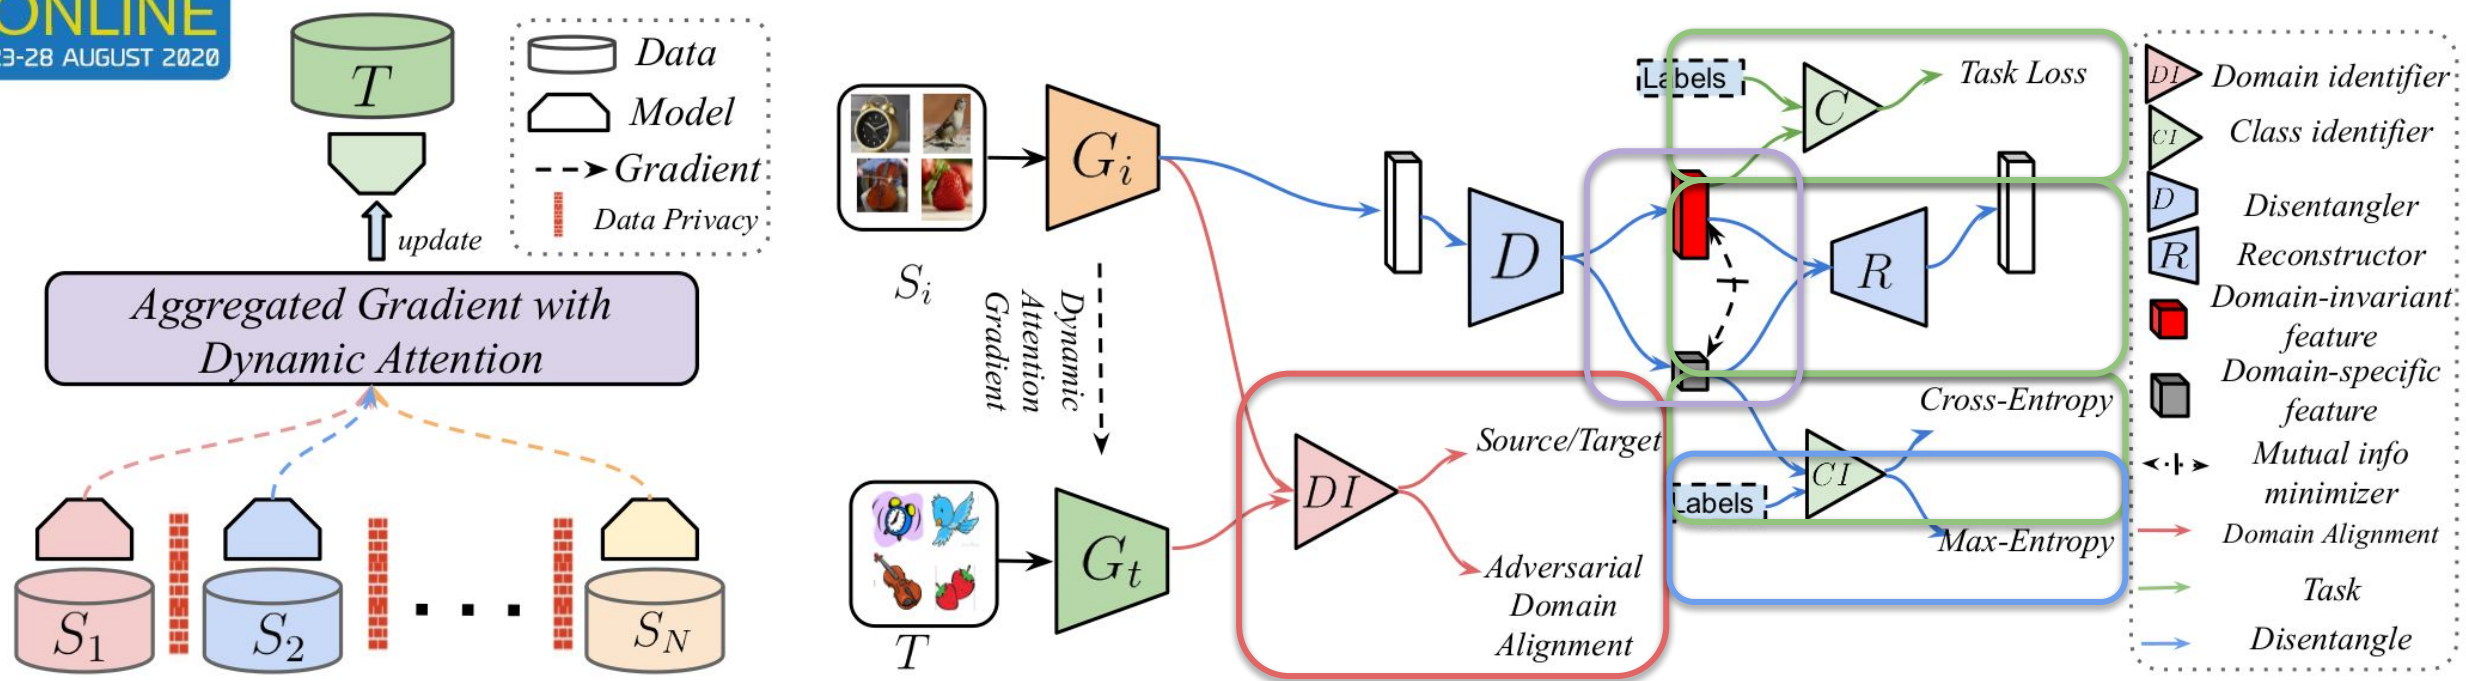 ONLINE
23-28 AUGUST 2020
T
update
Aggregated Gradient with
Dynamic Attention
S1
S2
. . .
SN
Data
Model
Gradient
Data Privacy
Si
Gi
Dynamic
Attention
Gradient
T
Gt
D
Labels
C
Task Loss
R
DI
Source/Target
Adversarial
Domain
Alignment
Cross-Entropy
Labels
CI
Max-Entropy
DI Domain identifier
CI Class identifier
D Disentangler
R Reconstructor
Domain-invariant
feature
Domain-specific
feature
Mutual info
minimizer
Domain Alignment
Task
Disentangle